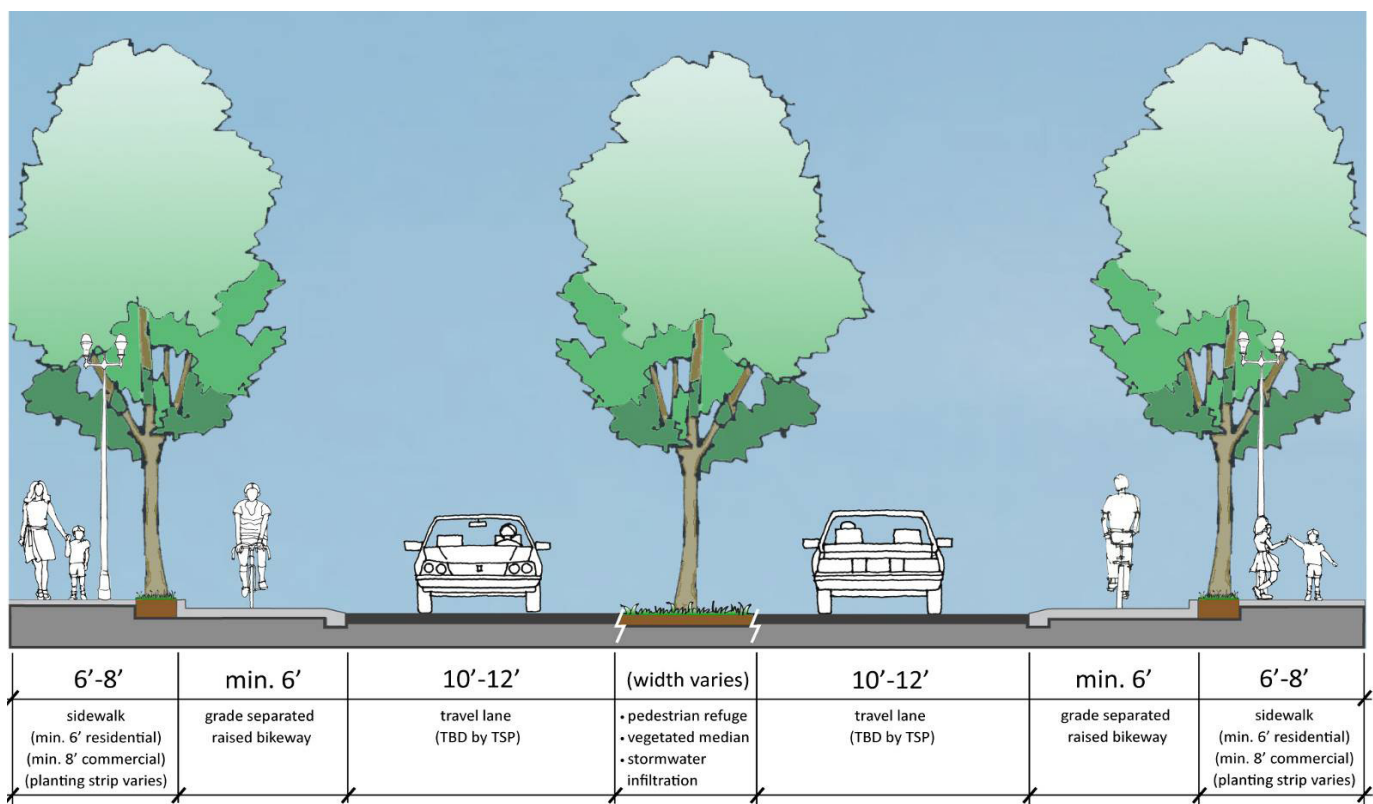 6’-8’
min. 6’
10’-12’
(width varies)
10’-12’
min. 6’
6’-8’
sidewalk
(min. 6’ residential)
(min. 8’ commercial)
(planting strip varies)
grade separated
raised bikeway
travel lane
(TBD by TSP)
• pedestrian refuge
• vegetated median
• stormwater
infiltration
travel lane
(TBD by TSP)
grade separated
raised bikeway
sidewalk
(min. 6’ residential)
(min. 8’ commercial)
(planting strip varies)